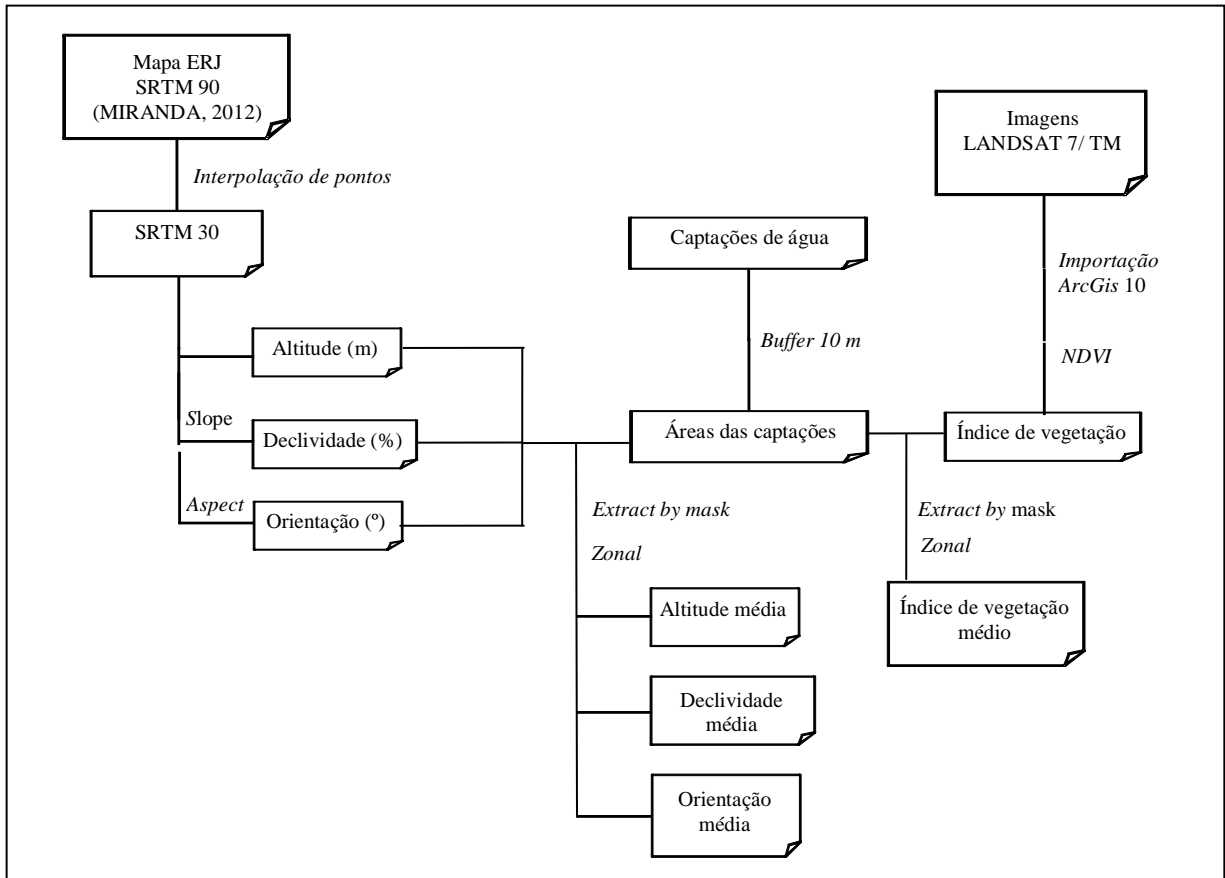 Mapa ERJ
SRTM 90
(MIRANDA, 2012)
Imagens
LANDSAT 7/ TM
Interpolação de pontos
SRTM 30
Captações de água
Importação
ArcGis 10
Altitude (m)
Buffer 10 m
NDVI
Slope
Declividade (%)
Áreas das captações
Índice de vegetação
Aspect
Orientação (º)
Extract by mask
Zonal
Extract by mask
Zonal
Altitude média
Índice de vegetação
médio
Declividade
média
Orientação
média